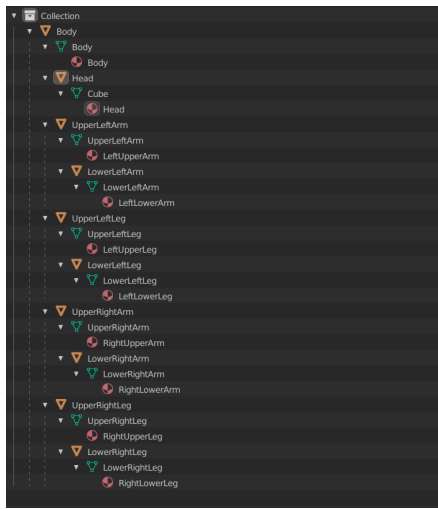 Collection
Body
Body
Body
Head
Cube
Head
UpperLeftArm
UpperLeftArm
LeftUpperArm
LowerLeftArm
LowerLeftArm
LeftLowerArm
UpperLeftLeg
UpperLeftLeg
LeftUpperLeg
LowerLeftLeg
LowerLeftLeg
LeftLowerLeg
UpperRightArm
UpperRightArm
RightUpperArm
LowerRightArm
LowerRightArm
RightLowerArm
UpperRightLeg
UpperRightLeg
RightUpperLeg
LowerRightLeg
LowerRightLeg
RightLowerLeg